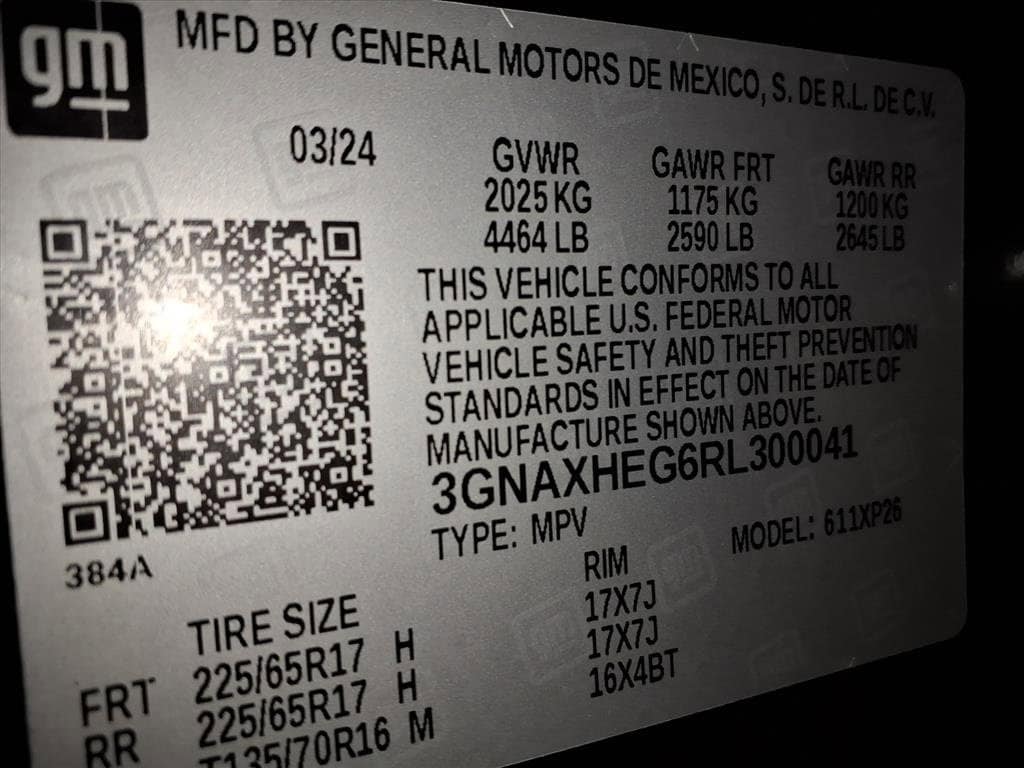 gm
MFD BY GENERAL MOTORS DE MEXICO, S. DE R.L. DE C.V.
03/24
GVWR GAWR FRT GAWR RR
2025 KG 1175 KG 1200 KG
4464 LB 2590 LB 2645 LB
THIS VEHICLE CONFORMS TO ALL
APPLICABLE U.S. FEDERAL MOTOR
VEHICLE SAFETY AND THEFT PREVENTION
STANDARDS IN EFFECT ON THE DATE OF
MANUFACTURE SHOWN ABOVE.
3GNAXHEG6RL300041
TYPE: MPV MODEL: 611XP26
384A
TIRE SIZE RIM
FRT 225/65R17 H 17X7J
RR 225/65R17 H 17X7J
T135/70R16 M 16X4BT